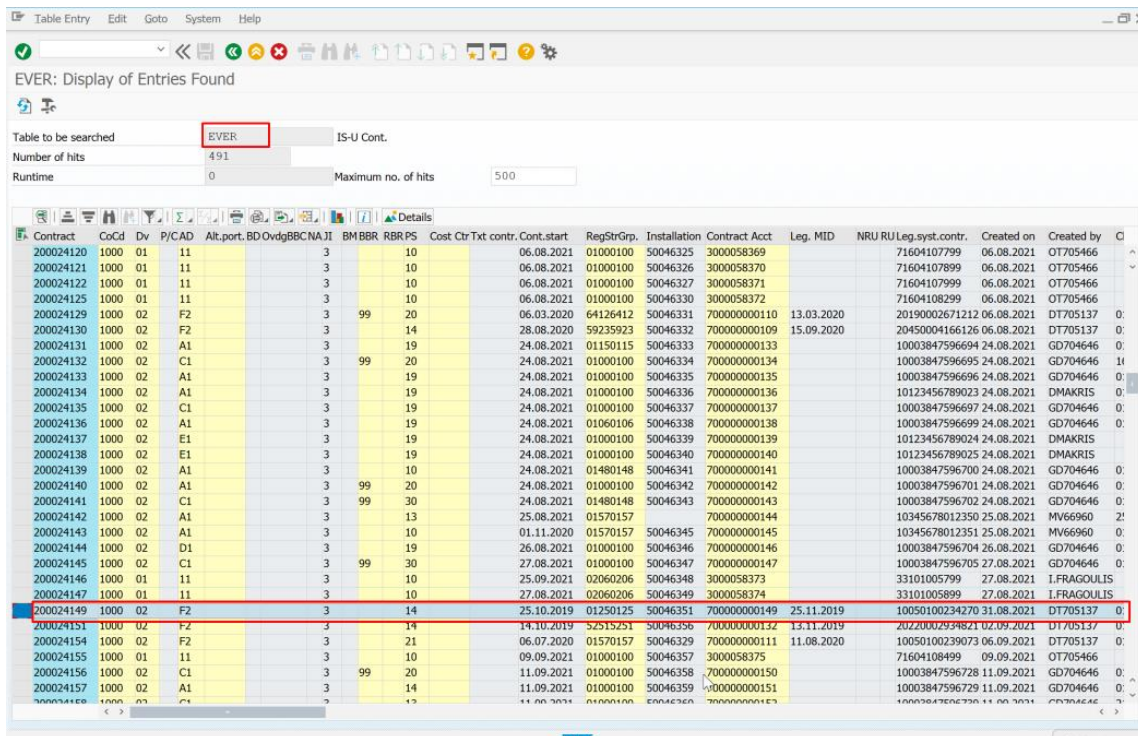 Table Entry Edit Goto System Help
EVER: Display of Entries Found
Table to be searched EVER IS-U Cont.
Number of hits 491
Runtime 0 Maximum no. of hits 500
Details
Contract CoCd Dv P/C AD Alt.port. BD Ovdg BBC NA JI BM BBR RBR PS Cost Ctr Txt contr. Cont.start RegStrGrp. Installation Contract Acct Leg. MID NRU RU Leg.syst.contr. Created on Created by
200024120 1000 01 11 3 10 06.08.2021 01000100 50046325 3000058369 71604107799 06.08.2021 OT705466
200024121 1000 01 11 3 10 06.08.2021 01000100 50046326 3000058370 71604107899 06.08.2021 OT705466
200024122 1000 01 11 3 10 06.08.2021 01000100 50046327 3000058371 71604107999 06.08.2021 OT705466
200024125 1000 01 11 3 10 06.08.2021 01000100 50046330 3000058372 71604108299 06.08.2021 OT705466
200024129 1000 02 F2 3 99 20 06.03.2020 64126412 50046331 700000000110 13.03.2020 20190002671212 06.08.2021 DT705137
200024130 1000 02 F2 3 14 28.08.2020 59235923 50046332 700000000109 15.09.2020 20450004166126 06.08.2021 DT705137
200024131 1000 02 A1 3 19 24.08.2021 01150115 50046333 700000000133 10003847596694 24.08.2021 GD704646
200024132 1000 02 C1 3 99 20 24.08.2021 01000100 50046334 700000000134 10003847596695 24.08.2021 GD704646
200024133 1000 02 A1 3 19 24.08.2021 01000100 50046335 700000000135 10003847596696 24.08.2021 GD704646
200024134 1000 02 A1 3 19 24.08.2021 01000100 50046336 700000000136 10123456789023 24.08.2021 DMAKRIS
200024135 1000 02 C1 3 19 24.08.2021 01000100 50046337 700000000137 10003847596697 24.08.2021 GD704646
200024136 1000 02 A1 3 19 24.08.2021 01060106 50046338 700000000138 10003847596699 24.08.2021 GD704646
200024137 1000 02 E1 3 19 24.08.2021 01000100 50046339 700000000139 10123456789024 24.08.2021 DMAKRIS
200024138 1000 02 E1 3 19 24.08.2021 01000100 50046340 700000000140 10123456789025 24.08.2021 DMAKRIS
200024139 1000 02 A1 3 10 24.08.2021 01480148 50046341 700000000141 10003847596700 24.08.2021 GD704646
200024140 1000 02 A1 3 99 20 24.08.2021 01000100 50046342 700000000142 10003847596701 24.08.2021 GD704646
200024141 1000 02 C1 3 99 30 24.08.2021 01480148 50046343 700000000143 10003847596702 24.08.2021 GD704646
200024142 1000 02 A1 3 13 25.08.2021 01570157 700000000144 10345678012350 25.08.2021 MV66960
200024143 1000 02 A1 3 10 01.11.2020 01570157 50046345 700000000145 10345678012351 25.08.2021 MV66960
200024144 1000 02 D1 3 19 26.08.2021 01000100 50046346 700000000146 10003847596704 26.08.2021 GD704646
200024145 1000 02 C1 3 99 30 27.08.2021 01000100 50046347 700000000147 10003847596705 27.08.2021 GD704646
200024146 1000 01 11 3 10 25.09.2021 02060206 50046348 3000058373 33101005799 27.08.2021 I.FRAGOULIS
200024147 1000 01 11 3 10 27.08.2021 02060206 50046349 3000058374 33101005899 27.08.2021 I.FRAGOULIS
200024149 1000 02 F2 3 14 25.10.2019 01250125 50046351 700000000149 25.11.2019 10050100234270 31.08.2021 DT705137
200024151 1000 02 F2 3 14 14.10.2019 52515251 50046356 700000000132 13.11.2019 20220002934821 02.09.2021 DT705137
200024154 1000 02 F2 3 21 06.07.2020 01570157 50046329 700000000111 11.08.2020 10050100239073 06.09.2021 DT705137
200024155 1000 01 11 3 10 09.09.2021 01000100 50046357 3000058375 71604108499 09.09.2021 OT705466
200024156 1000 02 C1 3 99 20 11.09.2021 01000100 50046358 700000000150 10003847596728 11.09.2021 GD704646
200024157 1000 02 A1 3 14 11.09.2021 01000100 50046359 700000000151 10003847596729 11.09.2021 GD704646